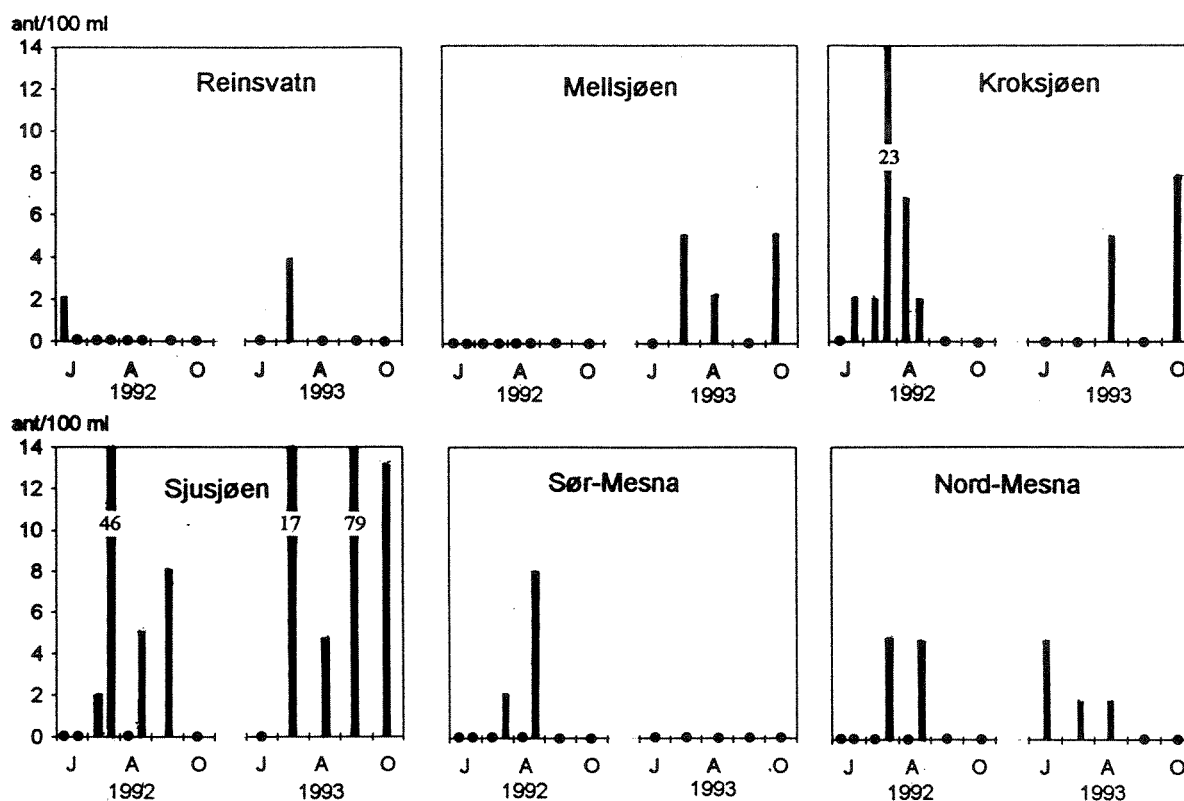 ant/100 ml
14
12
10
8
6
4
2
0
Reinsvatn
J A O J A O
1992 1993
Mellsjøen
J A O J A O
1992 1993
Kroksjøen
23
J A O J A O
1992 1993
ant/100 ml
14
12
10
8
6
4
2
0
Sjusjøen
46 17 79
J A O J A O
1992 1993
Sør-Mesna
J A O J A O
1992 1993
Nord-Mesna
J A O J A O
1992 1993